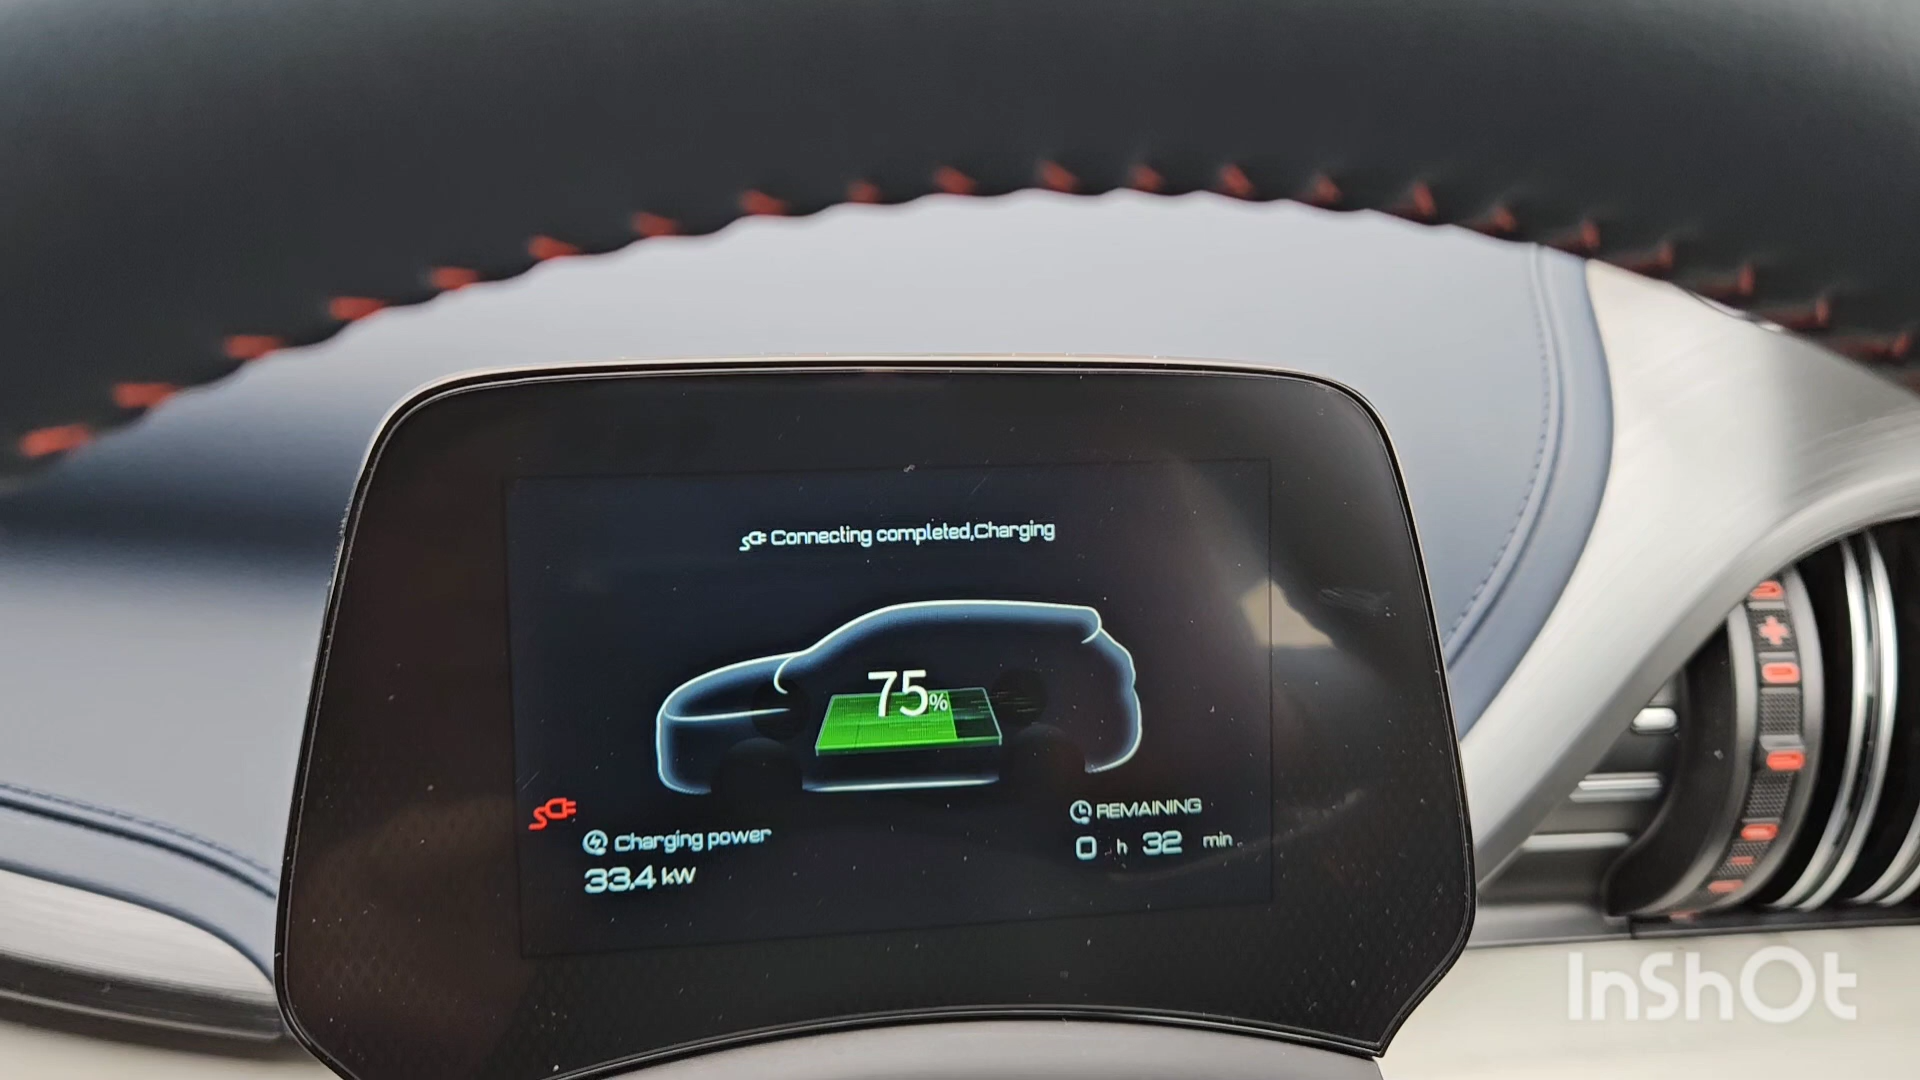 Connecting completed,Charging
75%
REMAINING
0 h 32 min
Charging power
33.4 kW
InShOt